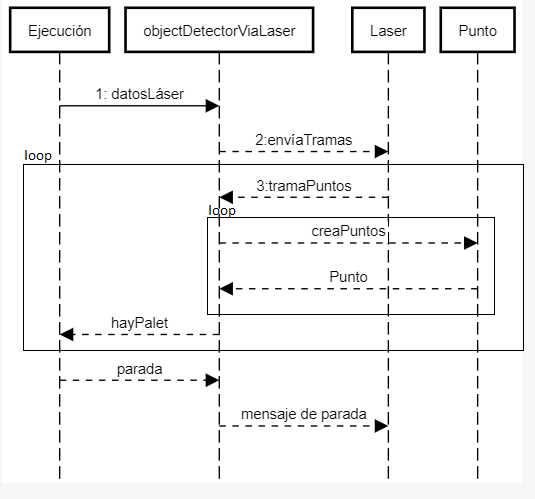 Ejecución
objectDetectorViaLaser
Laser
Punto
1: datosLáser
2:envíaTramas
loop
3:tramaPuntos
loop
creaPuntos
Punto
hayPalet
parada
mensaje de parada